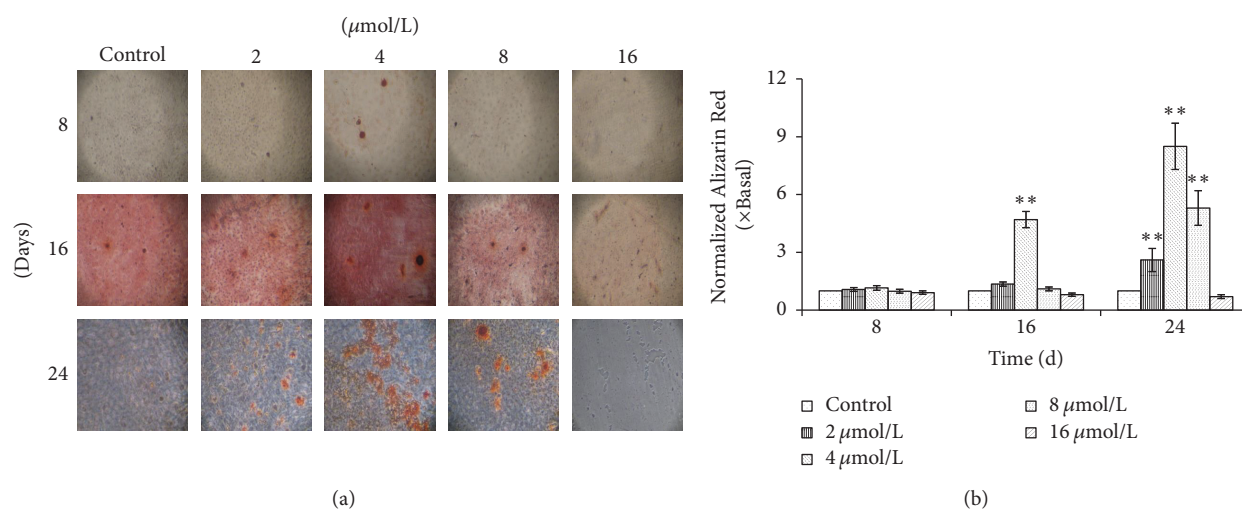 (μmol/L)
Control 2 4 8 16
8
16
24
(Days)
(a)
Normalized Alizarin Red
(×Basal)
12
9
6
3
0
** 
** ** **
8 16 24
Time (d)
Control
2 μmol/L
4 μmol/L
8 μmol/L
16 μmol/L
(b)